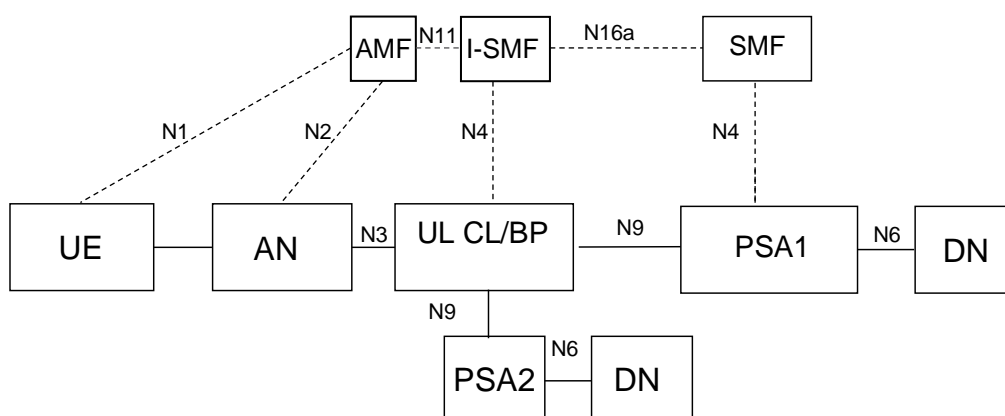 AMF
N11
I-SMF
N16a
SMF
N1
N2
N4
N4
UE
AN
N3
UL CL/BP
N9
PSA1
N6
DN
N9
PSA2
N6
DN